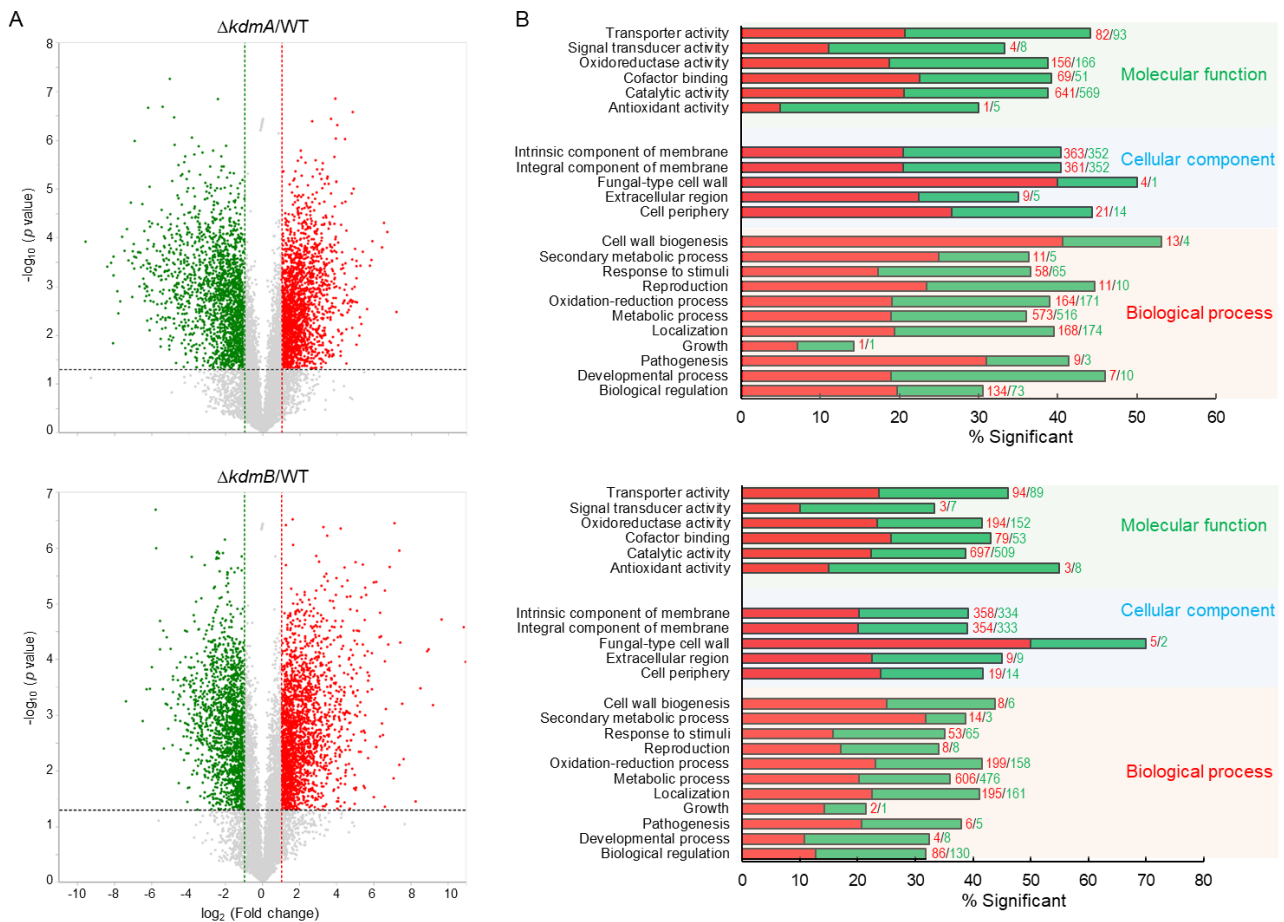 A
ΔkdmA/WT
8
7
6
5
4
3
2
1
0
-log10 (p value)
ΔkdmB/WT
7
6
5
4
3
2
1
0
-log10 (p value)
-10 -8 -6 -4 -2 0 2 4 6 8 10
log2 (Fold change)
B
Transporter activity 82/93
Signal transducer activity 4/8
Oxidoreductase activity 156/166
Cofactor binding 69/51
Catalytic activity 641/569
Antioxidant activity 1/5
Molecular function
Intrinsic component of membrane 363/352
Integral component of membrane 361/352
Fungal-type cell wall 4/1
Extracellular region 9/5
Cell periphery 21/14
Cellular component
Cell wall biogenesis 13/4
Secondary metabolic process 11/5
Response to stimuli 58/65
Reproduction 11/10
Oxidation-reduction process 164/171
Metabolic process 573/516
Localization 168/174
Growth 1/1
Pathogenesis 9/3
Developmental process 7/10
Biological regulation 134/73
Biological process
0 10 20 30 40 50 60
% Significant
Transporter activity 94/89
Signal transducer activity 3/7
Oxidoreductase activity 194/152
Cofactor binding 79/53
Catalytic activity 697/509
Antioxidant activity 3/8
Molecular function
Intrinsic component of membrane 358/334
Integral component of membrane 354/333
Fungal-type cell wall 5/2
Extracellular region 9/9
Cell periphery 19/14
Cellular component
Cell wall biogenesis 8/6
Secondary metabolic process 14/3
Response to stimuli 53/65
Reproduction 8/8
Oxidation-reduction process 199/158
Metabolic process 606/476
Localization 195/161
Growth 2/1
Pathogenesis 6/5
Developmental process 4/8
Biological regulation 86/130
Biological process
0 10 20 30 40 50 60 70 80
% Significant